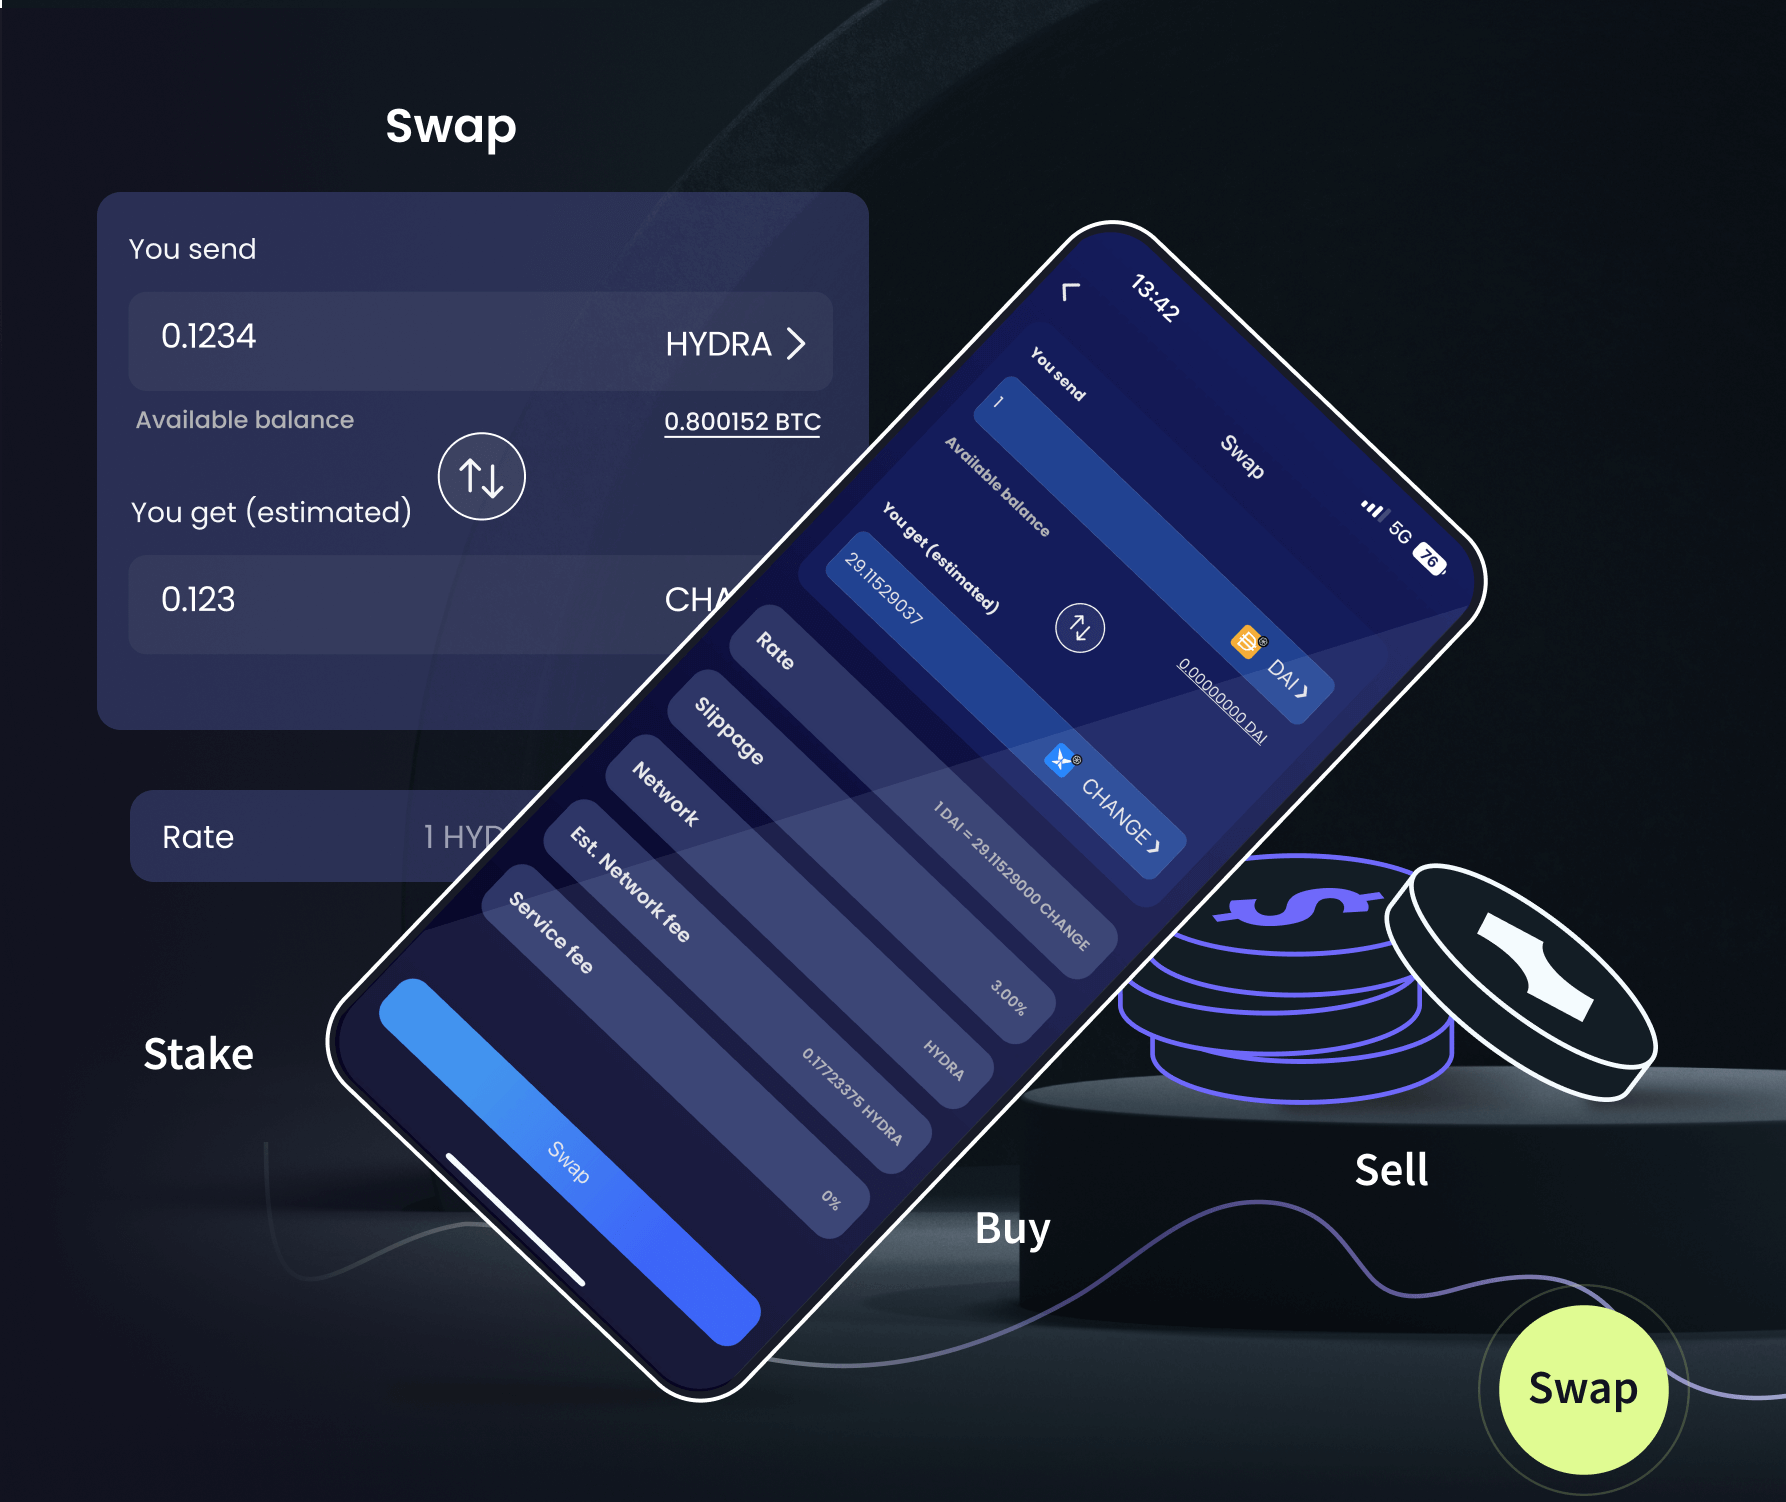 Swap
You send
0.1234
HYDRA
Available balance
0.800152 BTC
You get (estimated)
0.123
CHA
Rate
1 HYD
13:42
5G
76
Swap
You send
1
DAI
Available balance
0.00000000 DAI
You get (estimated)
29.11529037
CHANGE
Rate
1 DAI = 29.11529000 CHANGE
Slippage
3.00%
Network
HYDRA
Est. Network fee
0.17723375 HYDRA
Service fee
0%
Swap
$
Stake
Buy
Sell
Swap